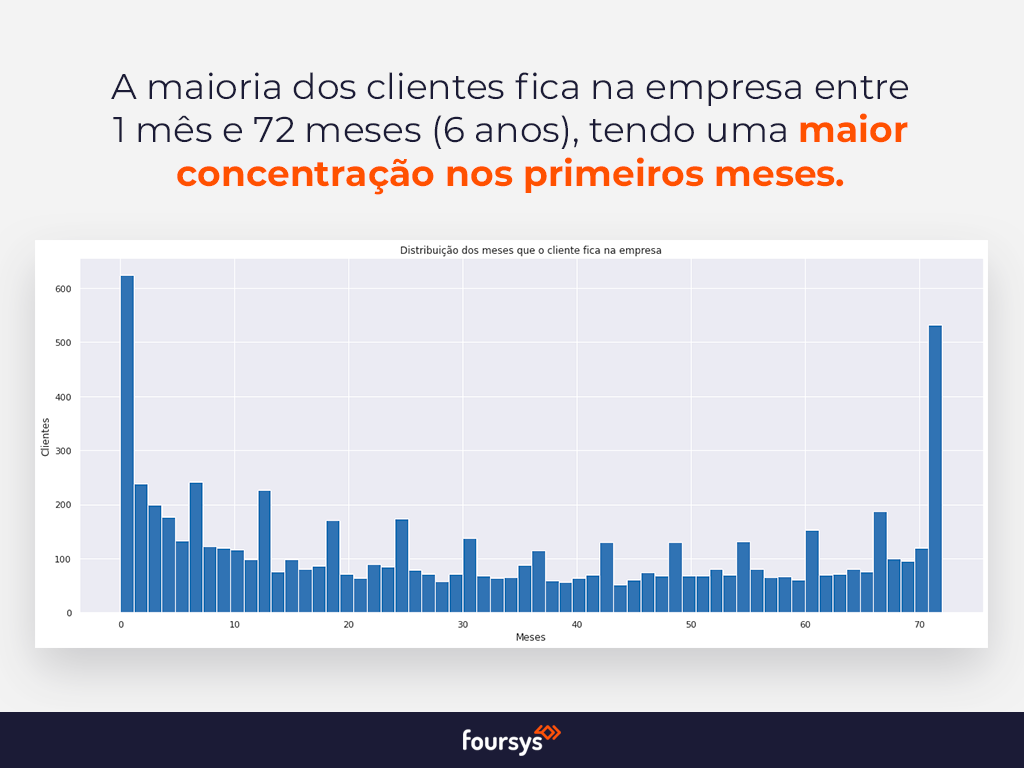 A maioria dos clientes fica na empresa entre
1 mês e 72 meses (6 anos), tendo uma maior
concentração nos primeiros meses.
Distribuição dos meses que o cliente fica na empresa
600
500
400
300
200
100
0
Clientes
0 10 20 30 40 50 60 70
Meses
foursys